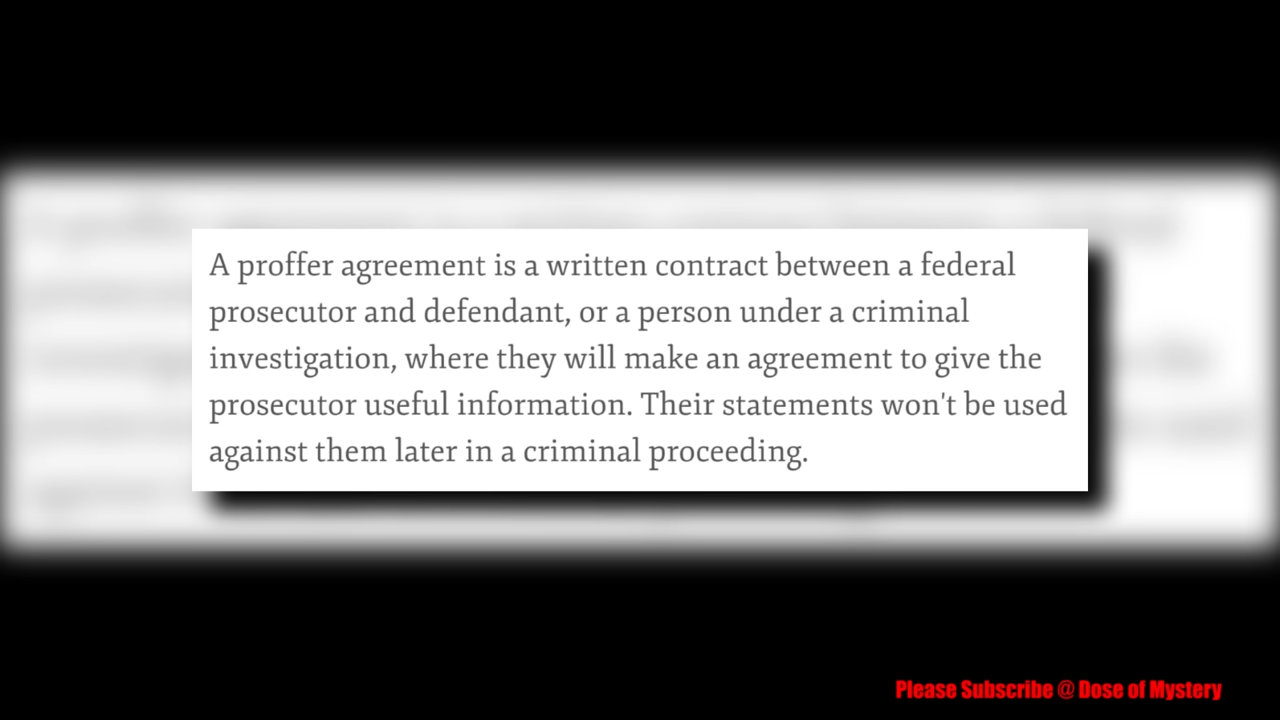 A proffer agreement is a written contract between a federal
prosecutor and defendant, or a person under a criminal
investigation, where they will make an agreement to give the
prosecutor useful information. Their statements won't be used
against them later in a criminal proceeding.
Please Subscribe @ Dose of Mystery